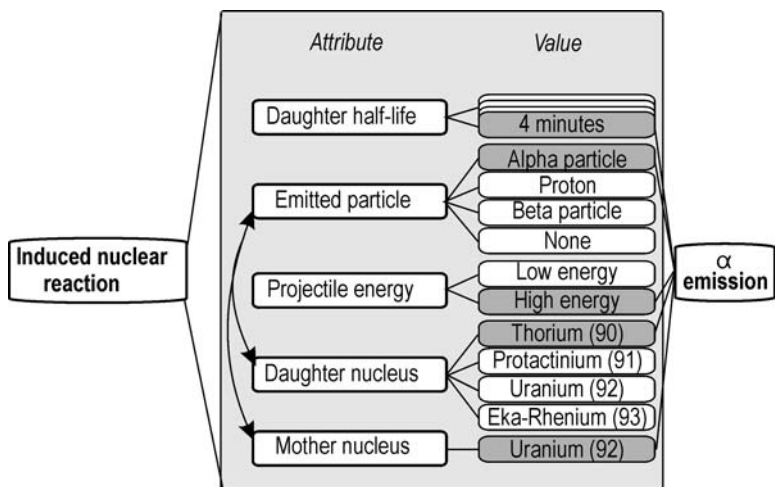 Attribute
Value
Daughter half-life
4 minutes
Alpha particle
Emitted particle
Proton
Beta particle
None
Induced nuclear
reaction
Projectile energy
Low energy
High energy
α
emission
Thorium (90)
Daughter nucleus
Protactinium (91)
Uranium (92)
Eka-Rhenium (93)
Mother nucleus
Uranium (92)